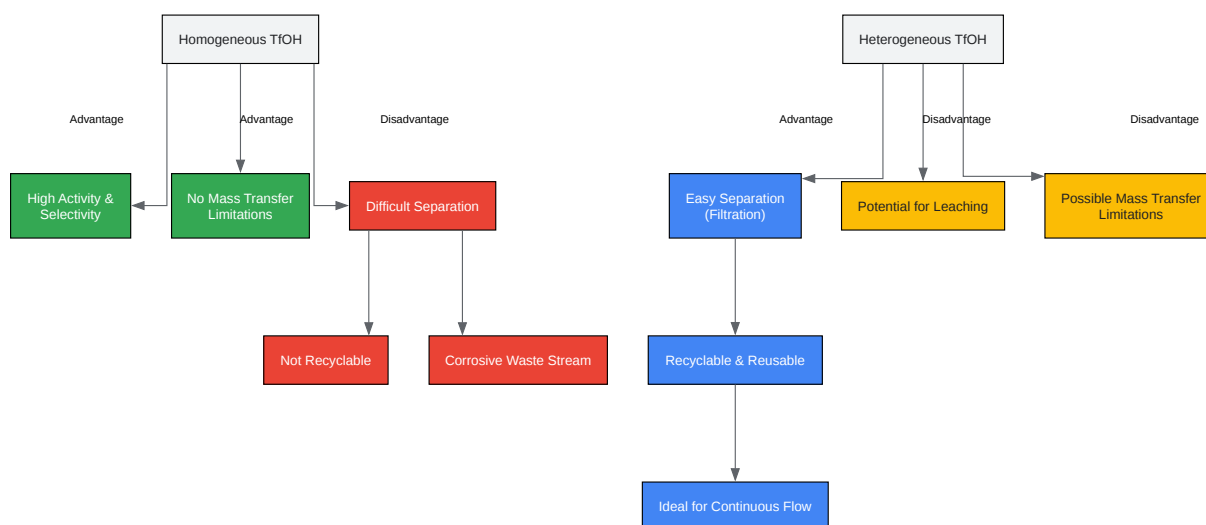 Homogeneous TfOH
Heterogeneous TfOH
Advantage
Advantage
Disadvantage
Advantage
Disadvantage
Disadvantage
High Activity &
Selectivity
No Mass Transfer
Limitations
Difficult Separation
Easy Separation
(Filtration)
Potential for Leaching
Possible Mass Transfer
Limitations
Not Recyclable
Corrosive Waste Stream
Recyclable & Reusable
Ideal for Continuous Flow